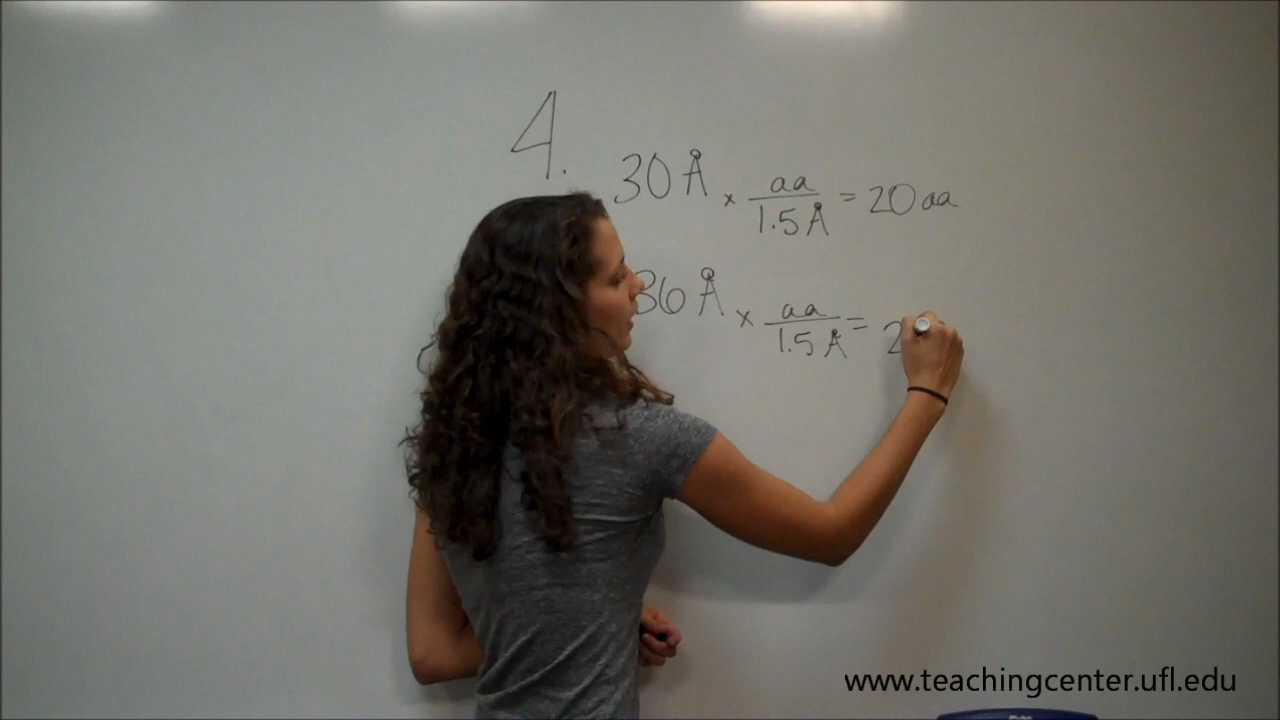 4.
30 Å x aa/1.5 Å = 20 aa
36 Å x aa/1.5 Å = 2
www.teachingcenter.ufl.edu